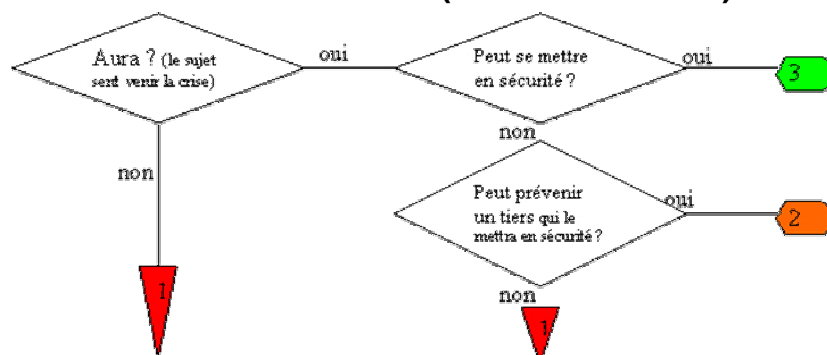 Aura ? (le sujet
sent venir la crise)
oui
Peut se mettre
en sécurité ?
oui
3
non
non
Peut prévenir
un tiers qui le
mettra en sécurité ?
oui
2
non
1
1